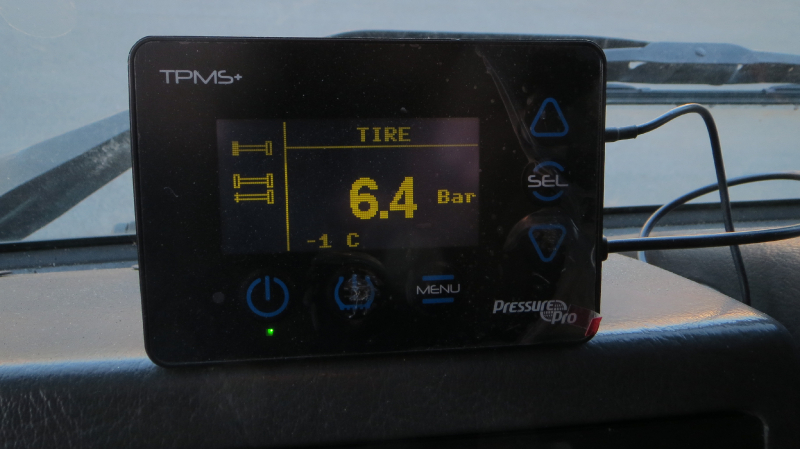 TPMS+
TIRE
6.4 Bar
-1 C
SEL
MENU
PressurePro